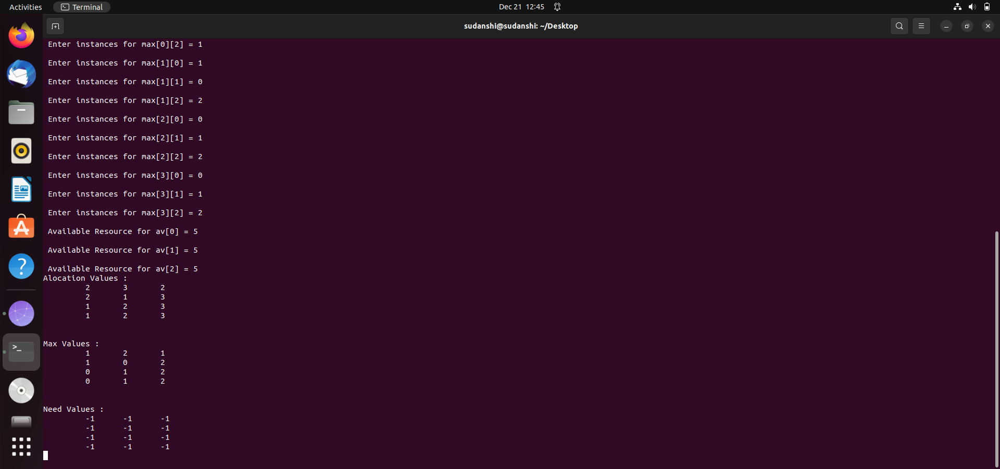 Activities
Terminal
Dec 21 12:45
sudanshi@sudanshi: ~/Desktop
Enter instances for max[0][2] = 1
Enter instances for max[1][0] = 1
Enter instances for max[1][1] = 0
Enter instances for max[1][2] = 2
Enter instances for max[2][0] = 0
Enter instances for max[2][1] = 1
Enter instances for max[2][2] = 2
Enter instances for max[3][0] = 0
Enter instances for max[3][1] = 1
Enter instances for max[3][2] = 2
Available Resource for av[0] = 5
Available Resource for av[1] = 5
Available Resource for av[2] = 5
Alocation Values :
2 3 2
2 1 3
1 2 3
1 2 3
Max Values :
1 2 1
1 0 2
0 1 2
0 1 2
Need Values :
-1 -1 -1
-1 -1 -1
-1 -1 -1
-1 -1 -1